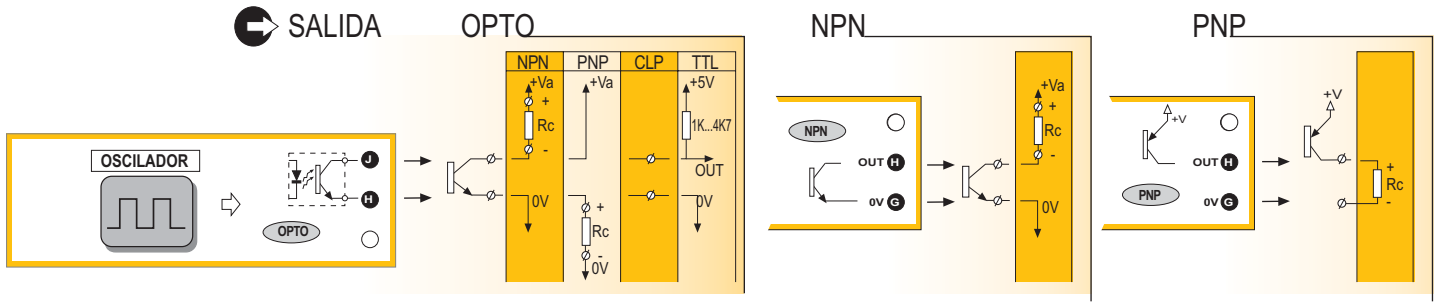 SALIDA OPTO NPN PNP
NPN PNP CLP TTL
+Va +Va +5V
+
Rc
-
1K...4K7
OUT
0V 0V
+
Rc
-
0V
OSCILADOR
J
H
OPTO
NPN
OUT H
0V G
+Va
+
Rc
-
0V
+V
PNP
OUT H
0V G
+V
+
Rc
-